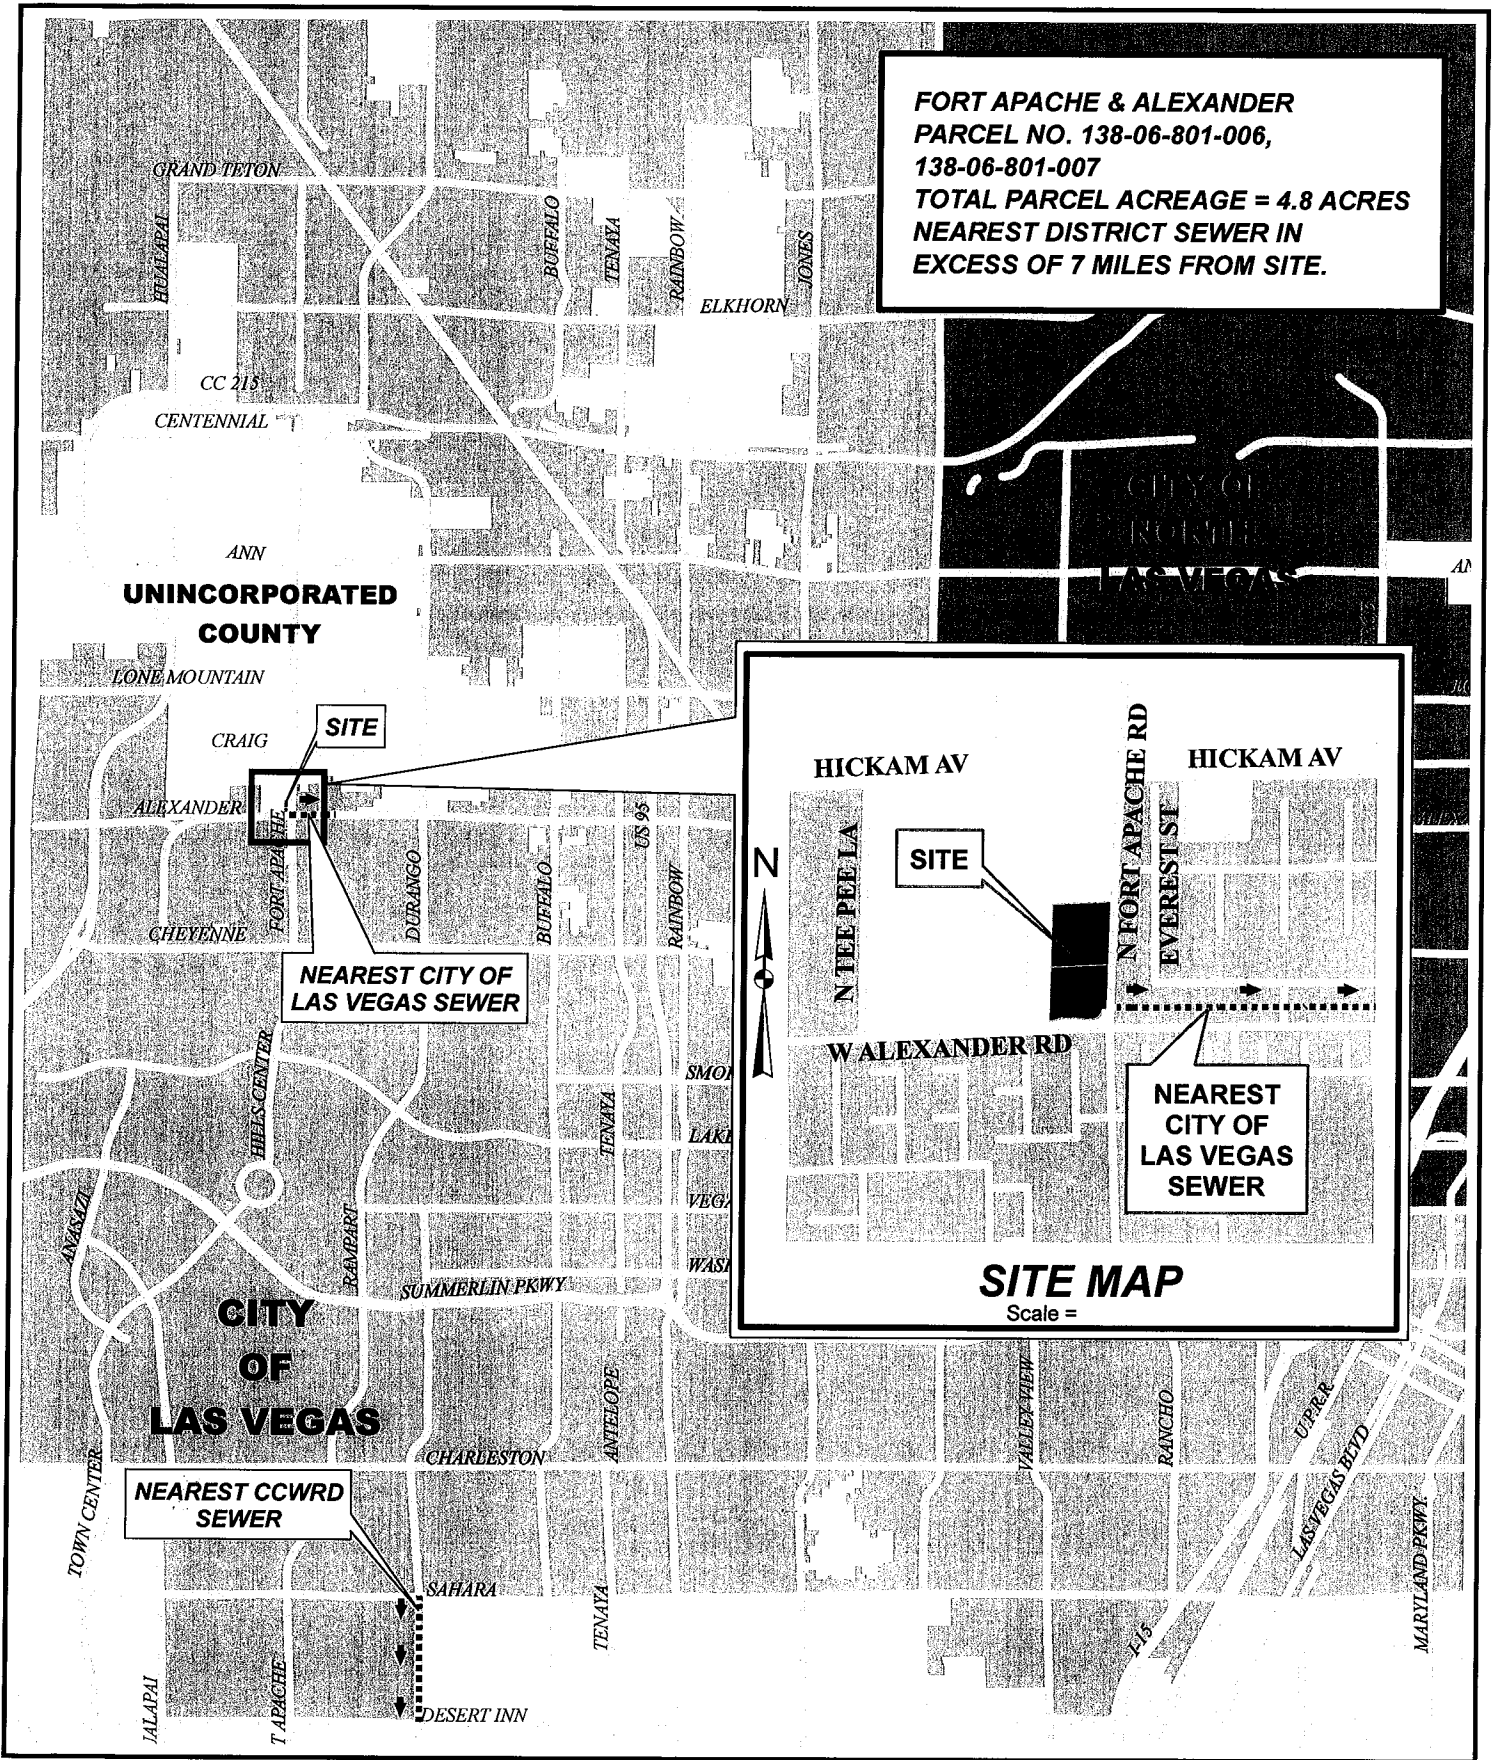 FORT APACHE & ALEXANDER
PARCEL NO. 138-06-801-006,
138-06-801-007
TOTAL PARCEL ACREAGE = 4.8 ACRES
NEAREST DISTRICT SEWER IN
EXCESS OF 7 MILES FROM SITE.
GRAND TETON
HUALAPAI
BUFFALO
TENAYA
RAINBOW
JONES
ELKHORN
CC 215
CENTENNIAL
CITY OF
NORTH
LAS VEGAS
ANN
AN
UNINCORPORATED
COUNTY
LONE MOUNTAIN
CRAIG
SITE
ALEXANDER
FORT APACHE
DURANGO
BUFFALO
US 95
RAINBOW
CHEYENNE
NEAREST CITY OF
LAS VEGAS SEWER
HILLS CENTER
TENAYA
SMO
LAKE
VEGA
WASH
ANASAZI
RAMPART
SUMMERLIN PKWY
CITY
OF
LAS VEGAS
HICKAM AV
HICKAM AV
N FORT APACHE RD
EVEREST ST
N TEE PEE LA
SITE
N
W ALEXANDER RD
NEAREST
CITY OF
LAS VEGAS
SEWER
SITE MAP
Scale =
ANTELOPE
VALLEY VIEW
RANCHO
U.P.R.R.
LAS VEGAS BLVD
CHARLESTON
TOWN CENTER
NEAREST CCWRD
SEWER
SAHARA
TENAYA
I-15
MARYLAND PKWY.
JALAPAI
T APACHE
DESERT INN